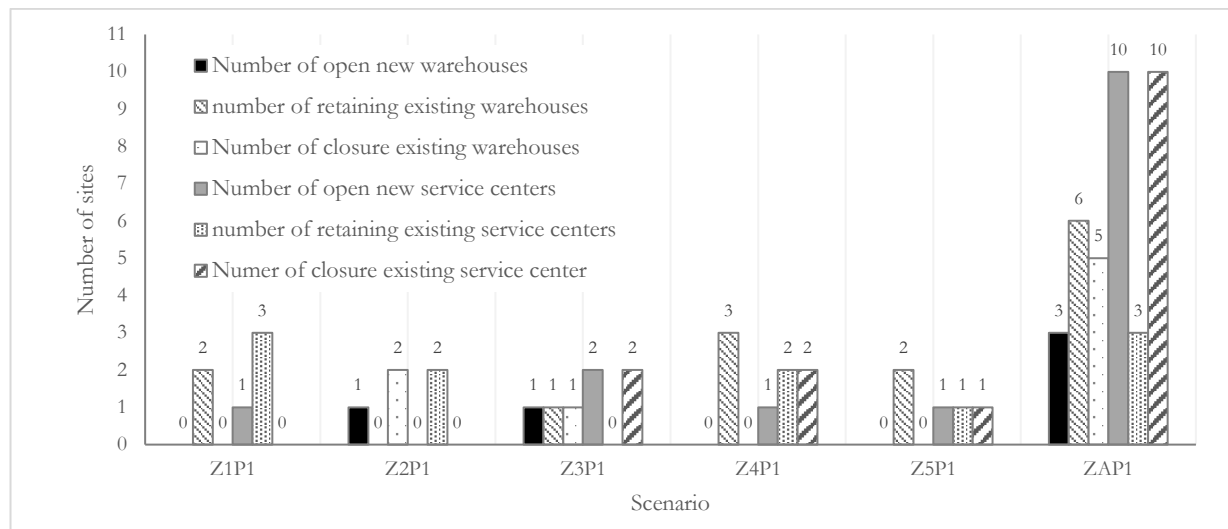 11
10
9
8
7
6
5
4
3
2
1
0
Number of sites
Number of open new warehouses
number of retaining existing warehouses
Number of closure existing warehouses
Number of open new service centers
number of retaining existing service centers
Numer of closure existing service center
0 2 0 1 3 0
1 0 2 0 2 0
1 1 1 2 0 2
0 3 0 1 2 2
0 2 0 1 1 1
3 6 5 10 3 10
Z1P1 Z2P1 Z3P1 Z4P1 Z5P1 ZAP1
Scenario